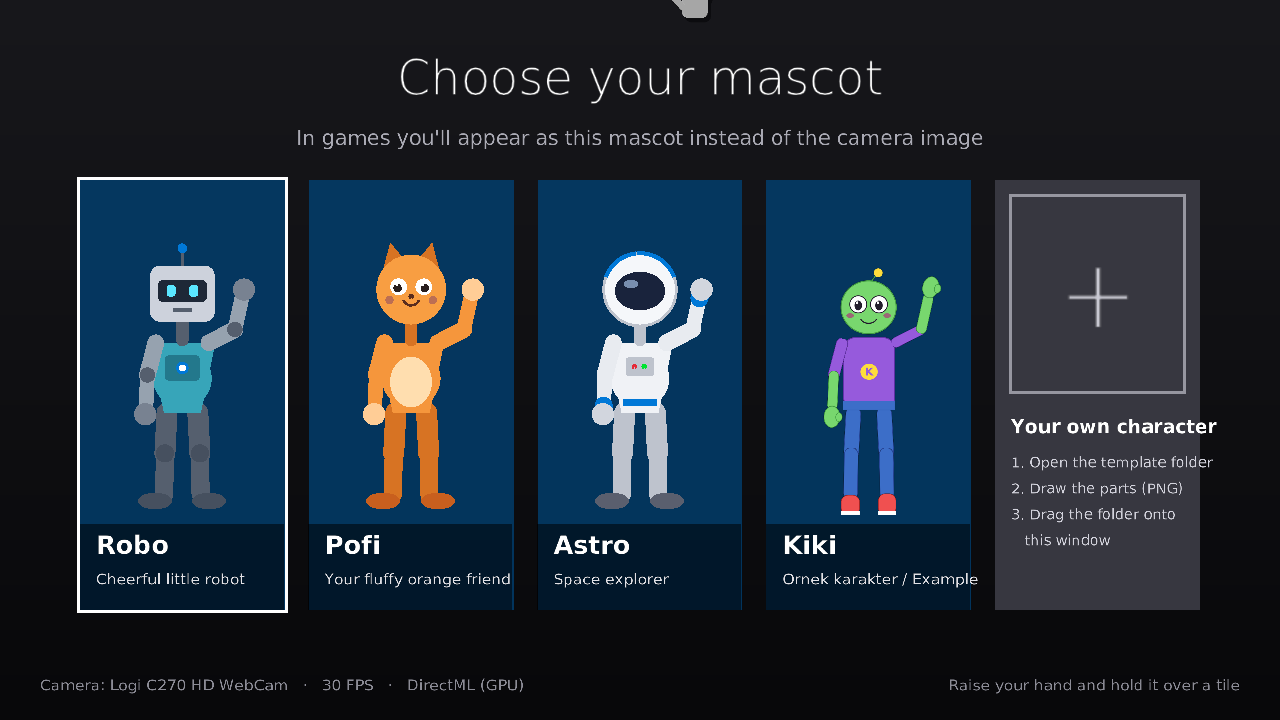 Choose your mascot
In games you'll appear as this mascot instead of the camera image
Robo
Cheerful little robot
Pofi
Your fluffy orange friend
Astro
Space explorer
K
Kiki
Ornek karakter / Example
Your own character
1. Open the template folder
2. Draw the parts (PNG)
3. Drag the folder onto
this window
Camera: Logi C270 HD WebCam · 30 FPS · DirectML (GPU)
Raise your hand and hold it over a tile